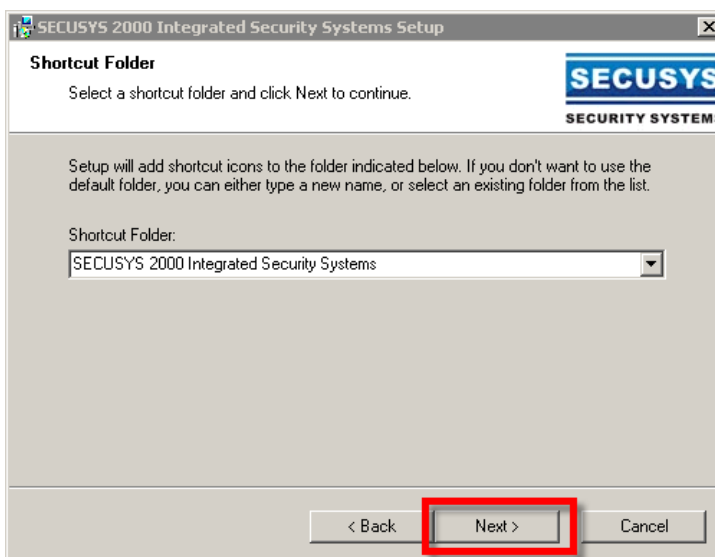 SECUSYS 2000 Integrated Security Systems Setup
Shortcut Folder
Select a shortcut folder and click Next to continue.
SECUSYS
SECURITY SYSTEM
Setup will add shortcut icons to the folder indicated below. If you don't want to use the
default folder, you can either type a new name, or select an existing folder from the list.
Shortcut Folder:
SECUSYS 2000 Integrated Security Systems
< Back
Next >
Cancel